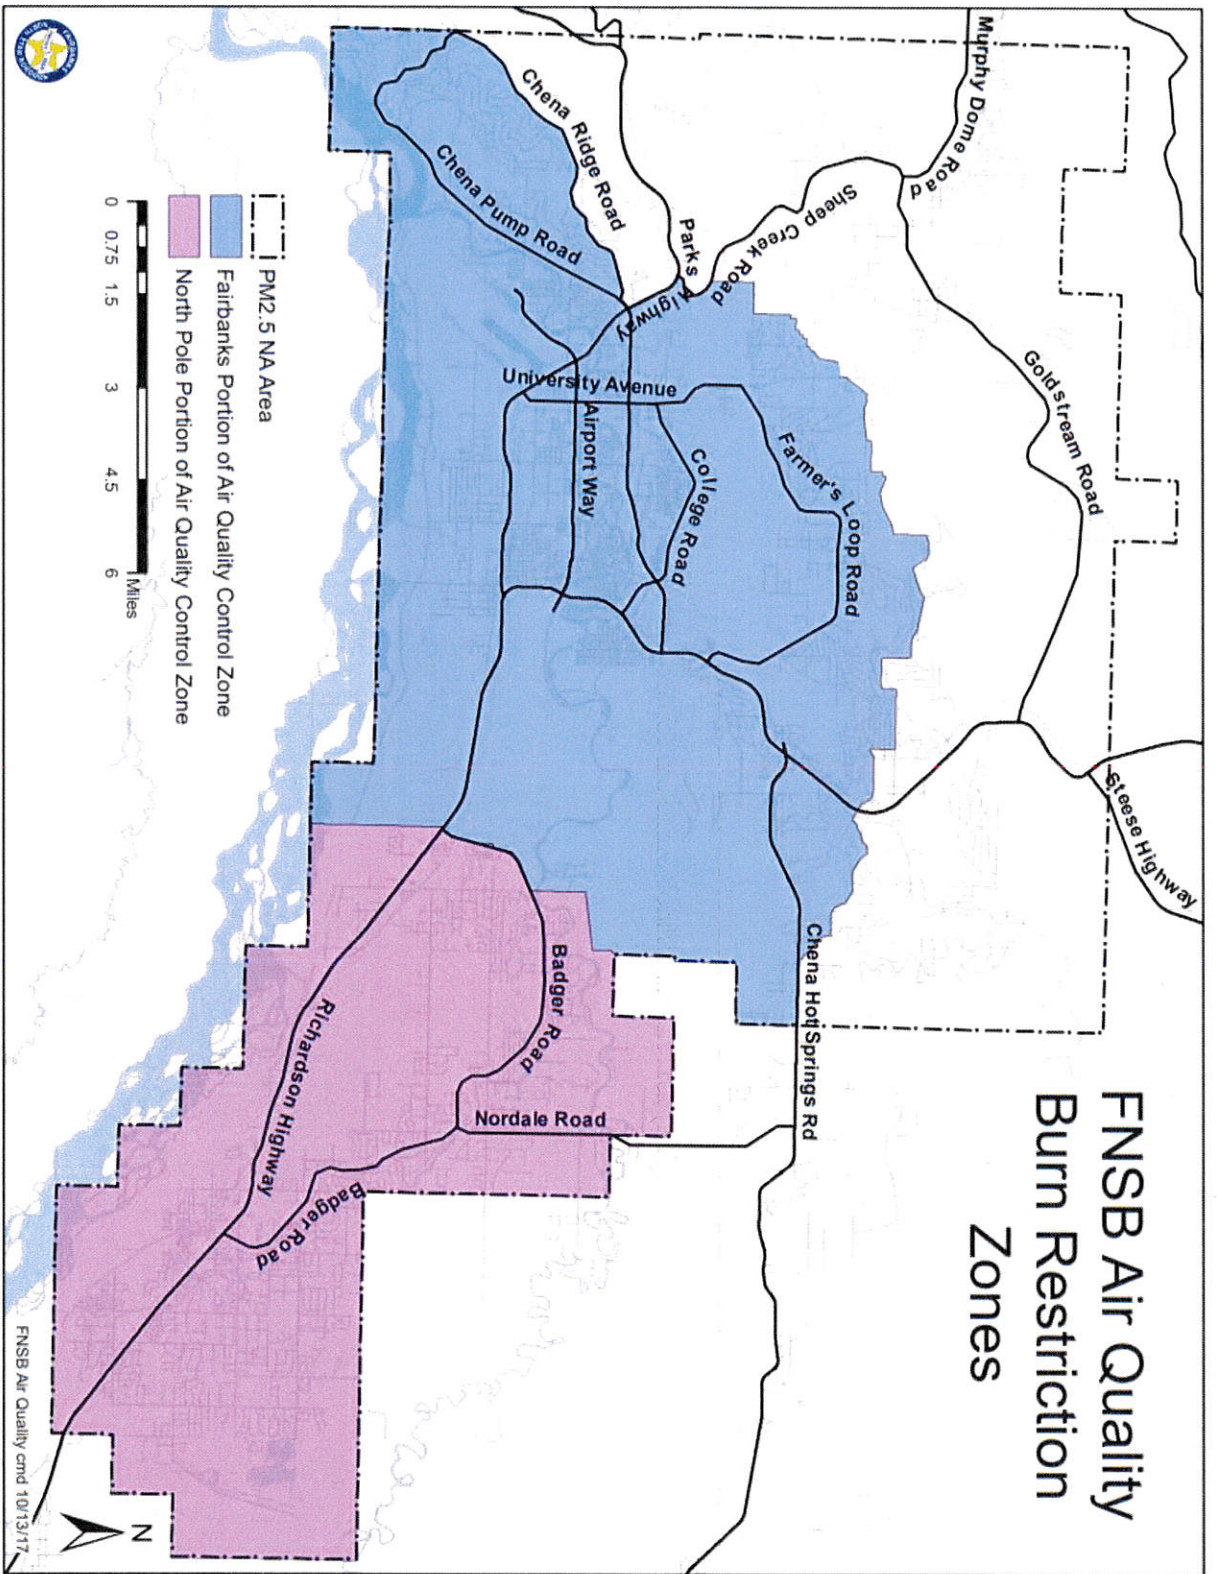 FNSB Air Quality
Burn Restriction
Zones
Murphy Dome Road
Goldstream Road
Steese Highway
Sheep Creek Road
Parks Highway
Chena Ridge Road
Chena Pump Road
University Avenue
Airport Way
College Road
Farmer's Loop Road
Chena Hot Springs Rd
Badger Road
Nordale Road
Richardson Highway
Badger Road
PM2.5 NA Area
Fairbanks Portion of Air Quality Control Zone
North Pole Portion of Air Quality Control Zone
0 0.75 1.5 3 4.5 6
Miles
N
FNSB Air Quality cmd 10/13/17